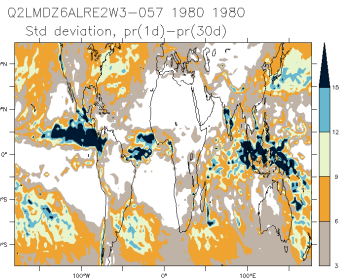 Q2LMDZ6ALRE2W3-057 1980 1980
Std deviation, pr(1d)-pr(30d)
°N
15
°N
12
0°
9
°S
6
°S
3
100°W 0° 100°E